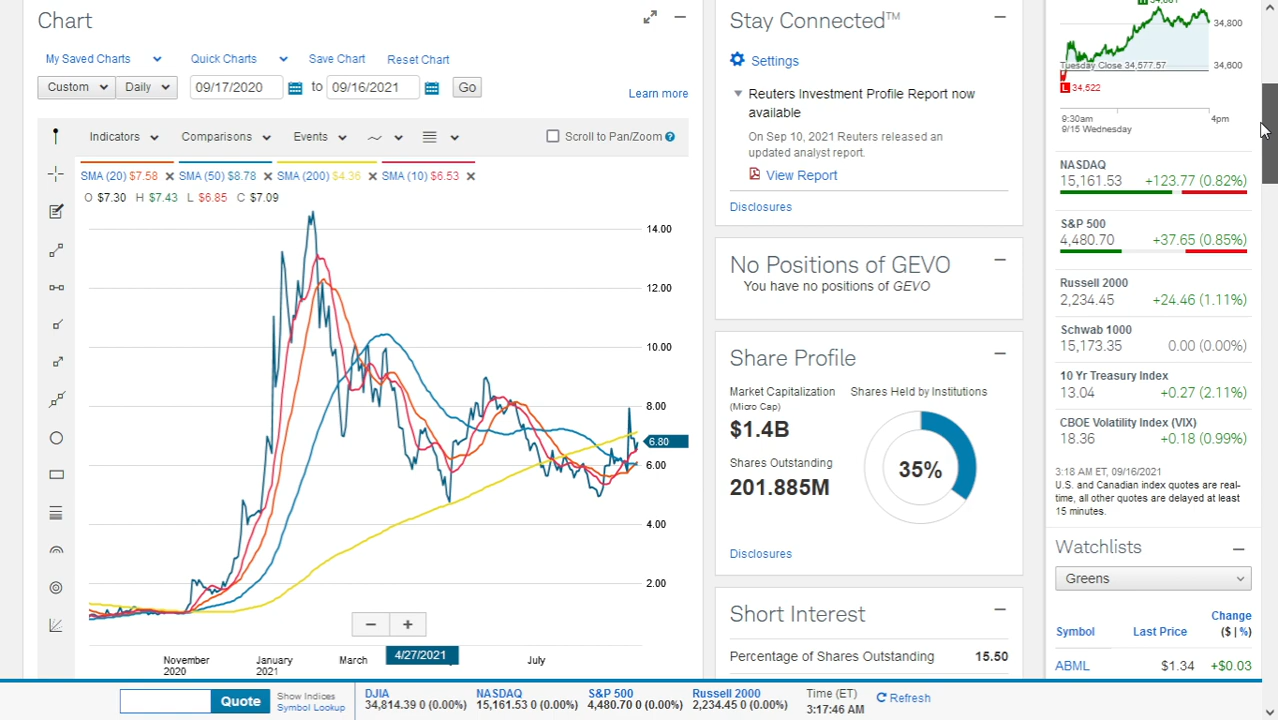 Chart
My Saved Charts
Quick Charts
Save Chart
Reset Chart
Custom
Daily
09/17/2020
to
09/16/2021
Go
Learn more
Indicators
Comparisons
Events
Scroll to Pan/Zoom
SMA (20) $7.58 SMA (50) $8.78 SMA (200) $4.36 SMA (10) $6.53
O $7.30 H $7.43 L $6.85 C $7.09
14.00
12.00
10.00
8.00
6.80
6.00
4.00
2.00
November
2020
January
2021
March
4/27/2021
July
Stay Connected™
Settings
Reuters Investment Profile Report now
available
On Sep 10, 2021 Reuters released an
updated analyst report.
View Report
Disclosures
No Positions of GEVO
You have no positions of GEVO
Share Profile
Market Capitalization
(Micro Cap)
$1.4B
Shares Outstanding
201.885M
Shares Held by Institutions
35%
Disclosures
Short Interest
Percentage of Shares Outstanding 15.50
34,800
34,600
Tuesday Close 34,577.57
L 34,522
9:30am
4pm
9/15 Wednesday
NASDAQ
15,161.53 +123.77 (0.82%)
S&P 500
4,480.70 +37.65 (0.85%)
Russell 2000
2,234.45 +24.46 (1.11%)
Schwab 1000
15,173.35 0.00 (0.00%)
10 Yr Treasury Index
13.04 +0.27 (2.11%)
CBOE Volatility Index (VIX)
18.36 +0.18 (0.99%)
3:18 AM ET, 09/16/2021
U.S. and Canadian index quotes are real-
time, all other quotes are delayed at least
15 minutes.
Watchlists
Greens
Symbol Last Price Change
($ | %)
ABML $1.34 +$0.03
Quote
Show Indices
Symbol Lookup
DJIA
34,814.39 0 (0.00%)
NASDAQ
15,161.53 0 (0.00%)
S&P 500
4,480.70 0 (0.00%)
Russell 2000
2,234.45 0 (0.00%)
Time (ET)
3:17:46 AM
Refresh